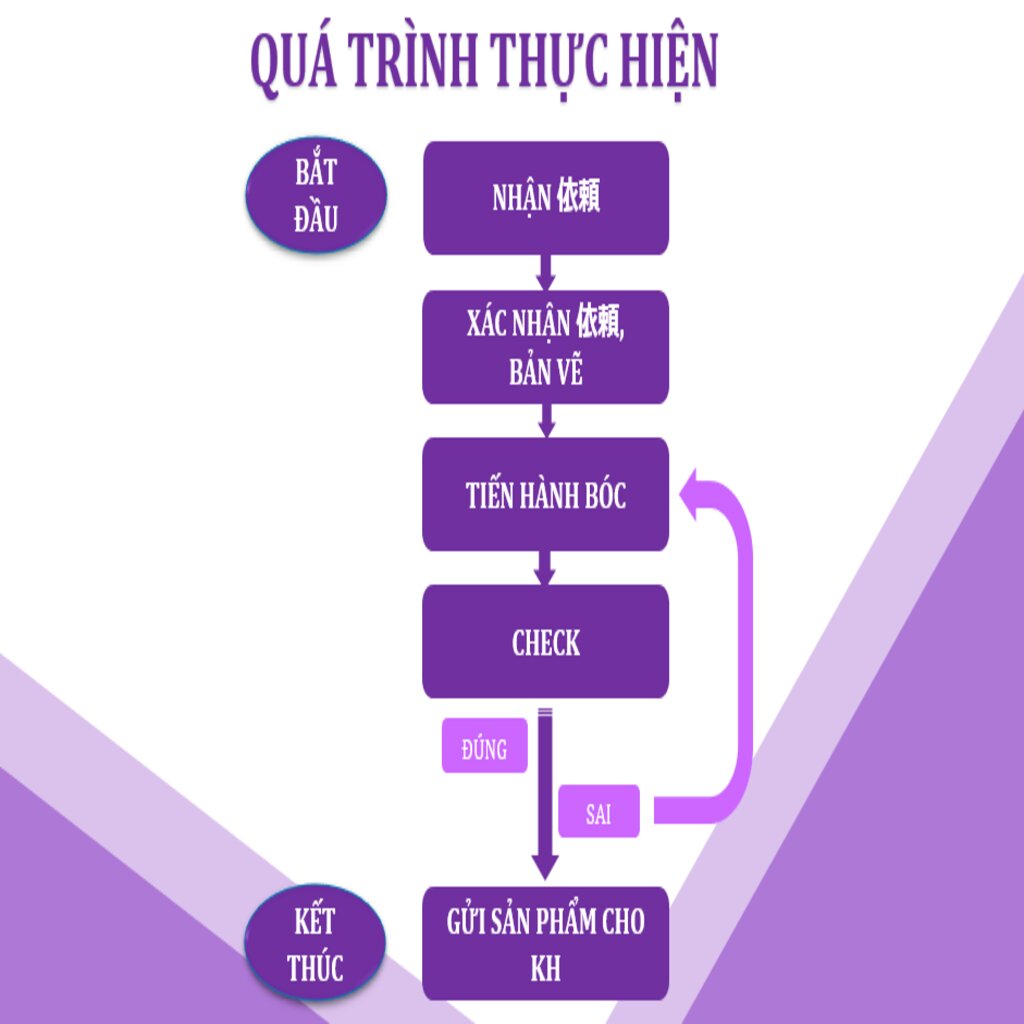 QUÁ TRÌNH THỰC HIỆN
BẮT
ĐẦU
NHẬN 依頼
XÁC NHẬN 依頼,
BẢN VẼ
TIẾN HÀNH BÓC
CHECK
ĐÚNG
SAI
KẾT
THÚC
GỬI SẢN PHẨM CHO
KH